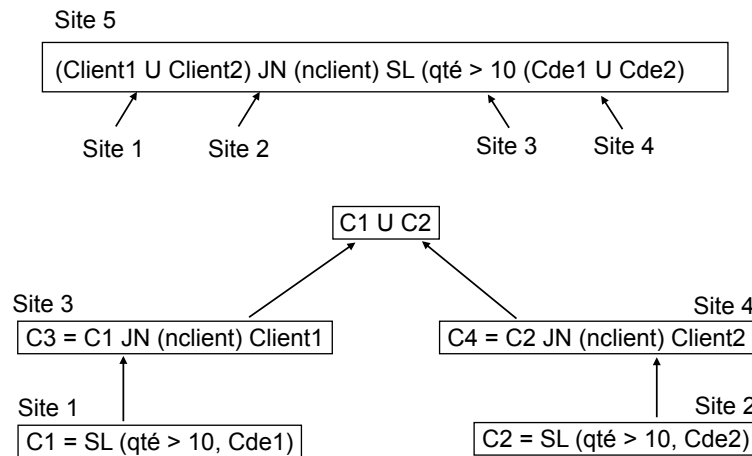 Site 5
(Client1 U Client2) JN (nclient) SL (qté > 10 (Cde1 U Cde2)
Site 1 Site 2 Site 3 Site 4
C1 U C2
Site 3 Site 4
C3 = C1 JN (nclient) Client1 C4 = C2 JN (nclient) Client2
Site 1 Site 2
C1 = SL (qté > 10, Cde1) C2 = SL (qté > 10, Cde2)